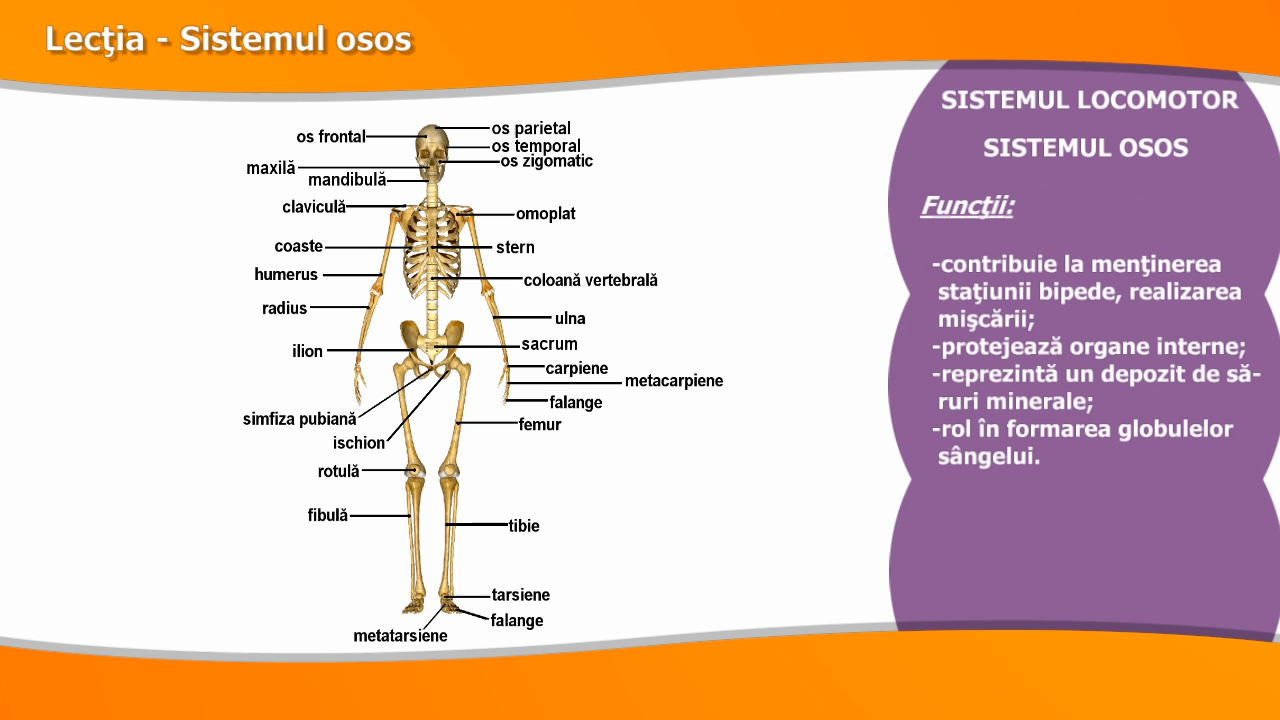 Lecţia - Sistemul osos
os frontal
os parietal
os temporal
os zigomatic
maxilă
mandibulă
claviculă
omoplat
coaste
stern
humerus
coloană vertebrală
radius
ulna
ilion
sacrum
carpiene
metacarpiene
falange
simfiza pubiană
femur
ischion
rotulă
fibulă
tibie
tarsiene
falange
metatarsiene
SISTEMUL LOCOMOTOR
SISTEMUL OSOS
Funcţii:
-contribuie la menţinerea
staţiunii bipede, realizarea
mişcării;
-protejează organe interne;
-reprezintă un depozit de să-
ruri minerale;
-rol în formarea globulelor
sângelui.